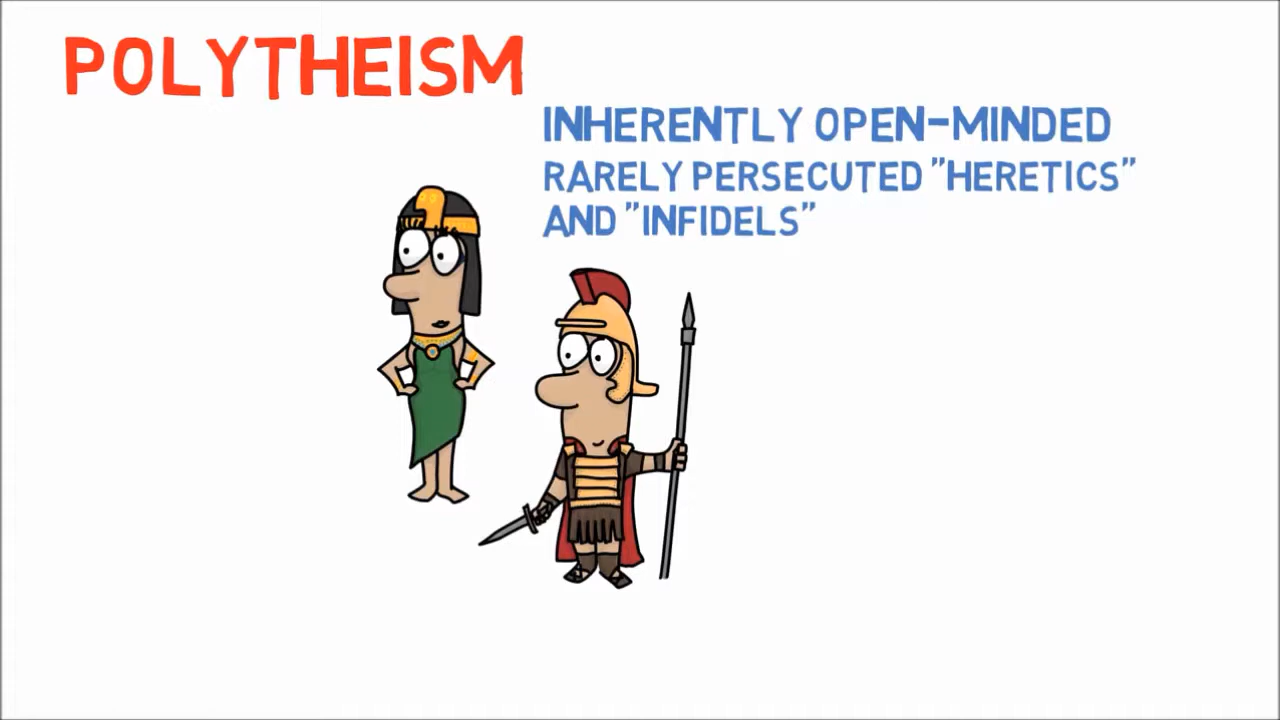 POLYTHEISM
INHERENTLY OPEN-MINDED
RARELY PERSECUTED "HERETICS"
AND "INFIDELS"